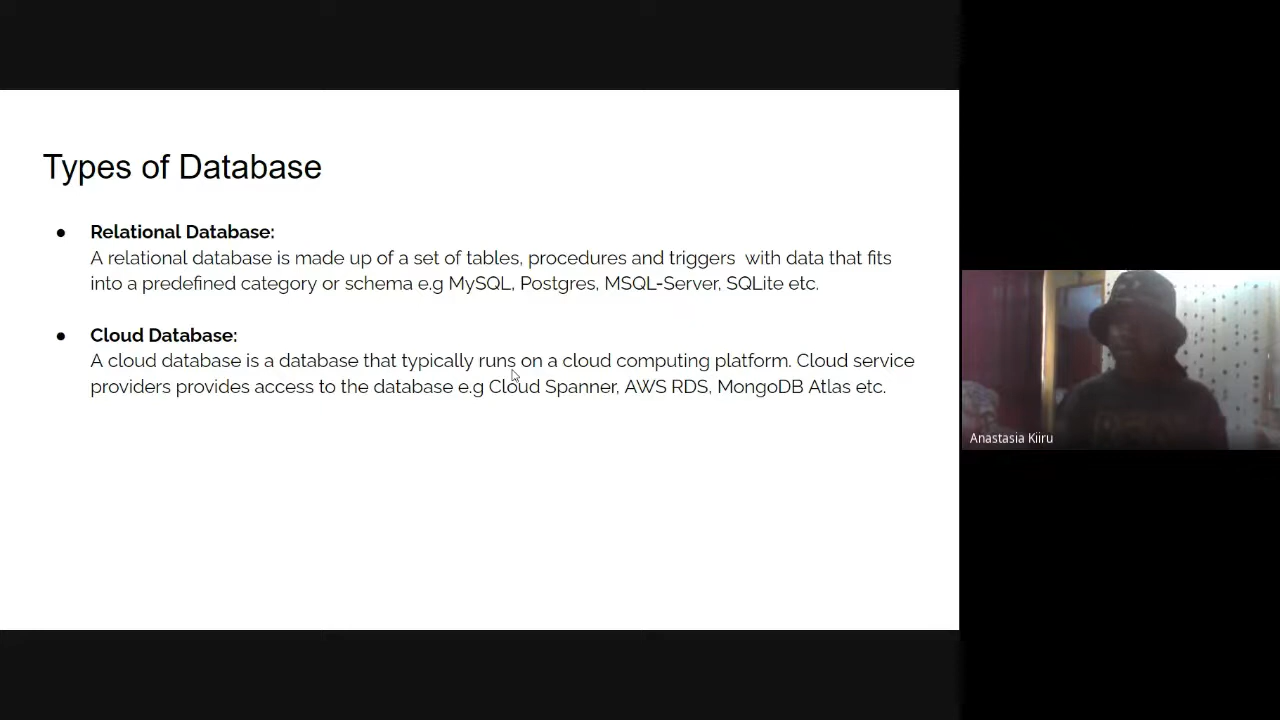 Types of Database
● Relational Database:
A relational database is made up of a set of tables, procedures and triggers  with data that fits
into a predefined category or schema e.g MySQL, Postgres, MSQL-Server, SQLite etc.
● Cloud Database:
A cloud database is a database that typically runs on a cloud computing platform. Cloud service
providers provides access to the database e.g Cloud Spanner, AWS RDS, MongoDB Atlas etc.
Anastasia Kiiru